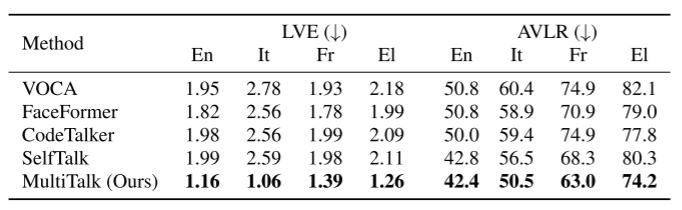 Method LVE (↓) AVLR (↓)
En It Fr El En It Fr El
VOCA 1.95 2.78 1.93 2.18 50.8 60.4 74.9 82.1
FaceFormer 1.82 2.56 1.78 1.99 50.8 58.9 70.9 79.0
CodeTalker 1.98 2.56 1.99 2.09 50.0 59.4 74.9 77.8
SelfTalk 1.99 2.59 1.98 2.11 42.8 56.5 68.3 80.3
MultiTalk (Ours) 1.16 1.06 1.39 1.26 42.4 50.5 63.0 74.2